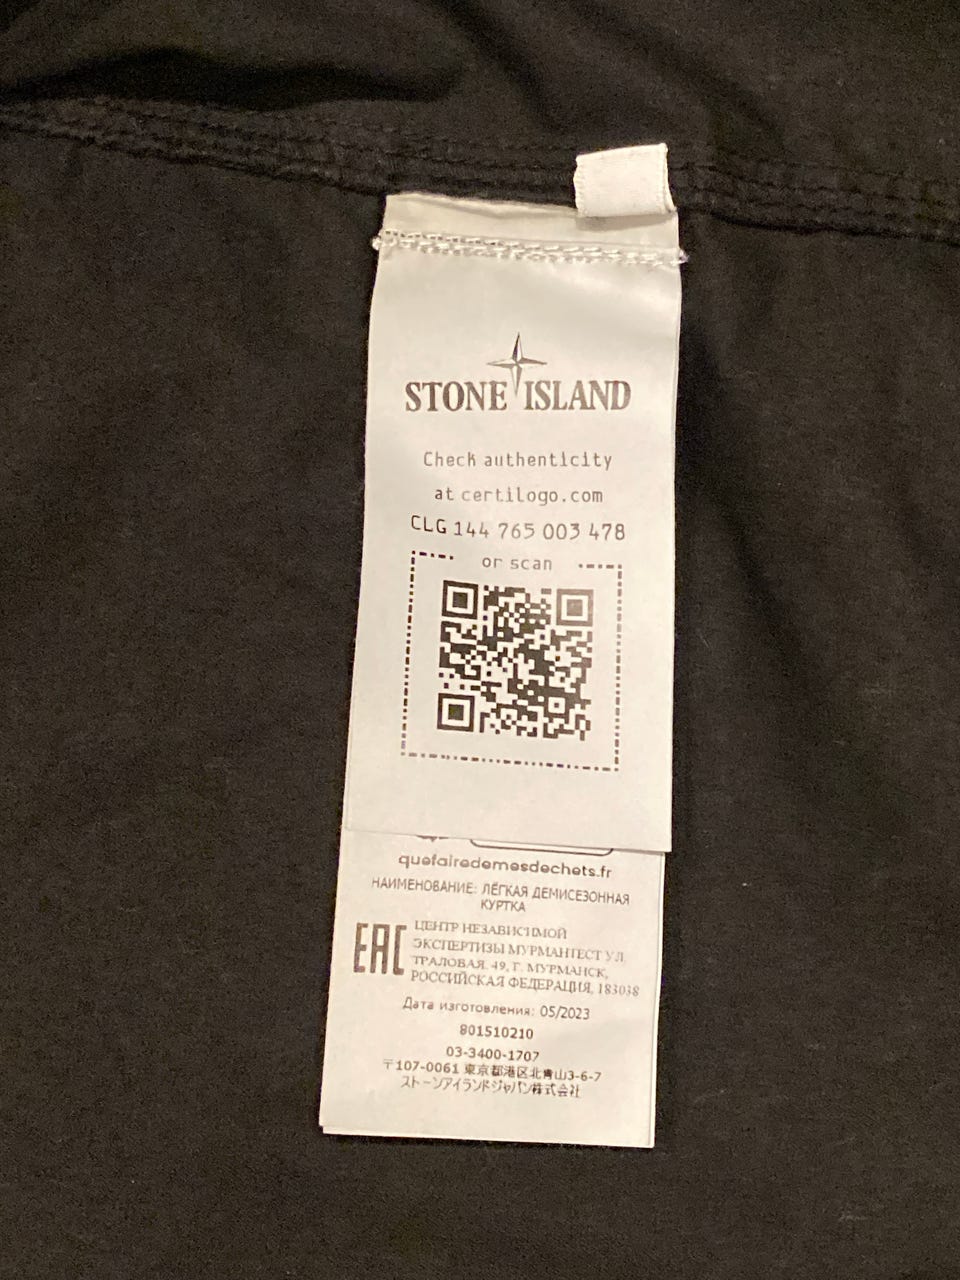 STONE ISLAND
Check authenticity
at certilogo.com
CLG 144 765 003 478
or scan
quefairedemesdechets.fr
НАИМЕНОВАНИЕ: ЛЁГКАЯ ДЕМИСЕЗОННАЯ
КУРТКА
EAC
ЦЕНТР НЕЗАВИСИМОЙ
ЭКСПЕРТИЗЫ МУРМАНТЕСТ УЛ.
ТРАЛОВАЯ. 49, Г. МУРМАНСК,
РОССИЙСКАЯ ФЕДЕРАЦИЯ, 183038
Дата изготовления: 05/2023
801510210
03-3400-1707
〒107-0061 東京都港区北青山3-6-7
ストーンアイランドジャパン株式会社